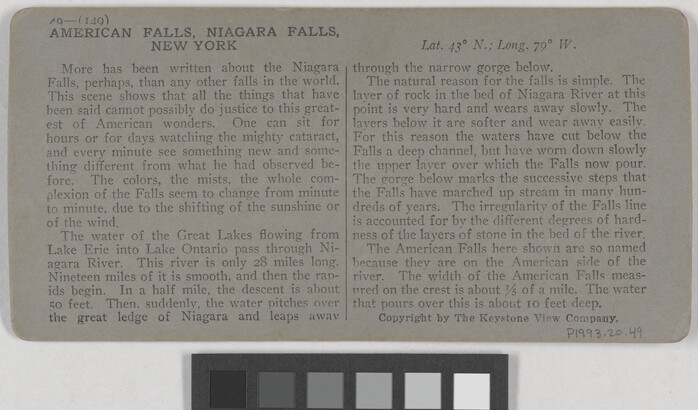 49—(149)
AMERICAN FALLS, NIAGARA FALLS,
NEW YORK
Lat. 43° N.; Long. 79° W.
More has been written about the Niagara
Falls, perhaps, than any other falls in the world.
This scene shows that all the things that have
been said cannot possibly do justice to this great-
est of American wonders. One can sit for
hours or for days watching the mighty cataract,
and every minute see something new and some-
thing different from what he had observed be-
fore. The colors, the mists, the whole com-
plexion of the Falls seem to change from minute
to minute, due to the shifting of the sunshine or
of the wind.
The water of the Great Lakes flowing from
Lake Erie into Lake Ontario pass through Ni-
agara River. This river is only 28 miles long.
Nineteen miles of it is smooth, and then the rap-
ids begin. In a half mile, the descent is about
50 feet. Then, suddenly, the water pitches over
the great ledge of Niagara and leaps away
through the narrow gorge below.
The natural reason for the falls is simple. The
layer of rock in the bed of Niagara River at this
point is very hard and wears away slowly. The
layers below it are softer and wear away easily.
For this reason the waters have cut below the
Falls a deep channel, but have worn down slowly
the upper layer over which the Falls now pour.
The gorge below marks the successive steps that
the Falls have marched up stream in many hun-
dreds of years. The irregularity of the Falls line
is accounted for by the different degrees of hard-
ness of the layers of stone in the bed of the river.
The American Falls here shown are so named
because they are on the American side of the
river. The width of the American Falls meas-
ured on the crest is about ⅕ of a mile. The water
that pours over this is about 10 feet deep.
Copyright by The Keystone View Company.
P1993.20.49